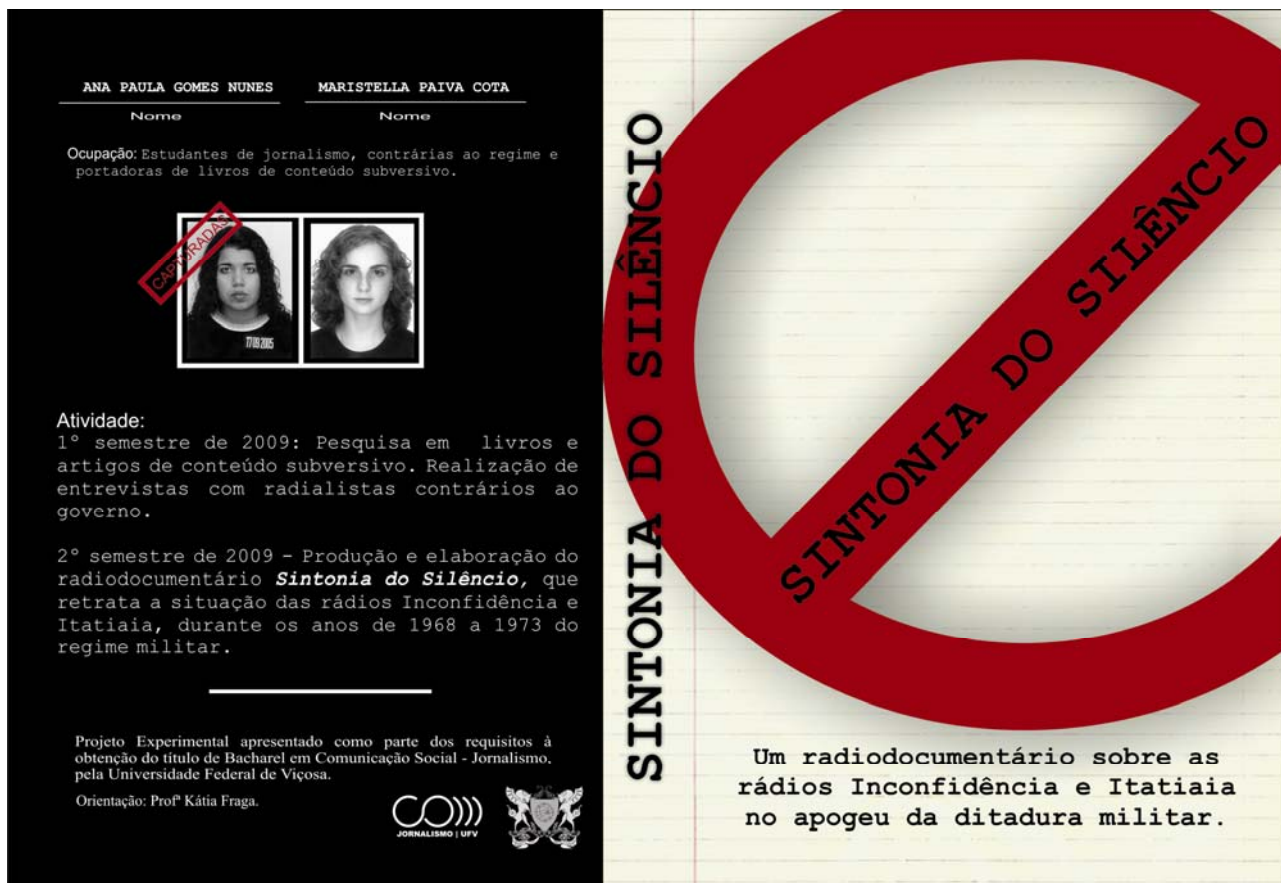 ANA PAULA GOMES NUNES
MARISTELLA PAIVA COTA
Nome
Nome
Ocupação: Estudantes de jornalismo, contrárias ao regime e
portadoras de livros de conteúdo subversivo.
CAPTURADAS
Atividade:
1º semestre de 2009: Pesquisa em livros e
artigos de conteúdo subversivo. Realização de
entrevistas com radialistas contrários ao
governo.
2º semestre de 2009 - Produção e elaboração do
radiodocumentário Sintonia do Silêncio, que
retrata a situação das rádios Inconfidência e
Itatiaia, durante os anos de 1968 a 1973 do
regime militar.
Projeto Experimental apresentado como parte dos requisitos à
obtenção do título de Bacharel em Comunicação Social - Jornalismo.
pela Universidade Federal de Viçosa.
Orientação: Profª Kátia Fraga.
COM
JORNALISMO | UFV
SINTONIA DO SILÊNCIO
SINTONIA DO SILÊNCIO
Um radiodocumentário sobre as
rádios Inconfidência e Itatiaia
no apogeu da ditadura militar.